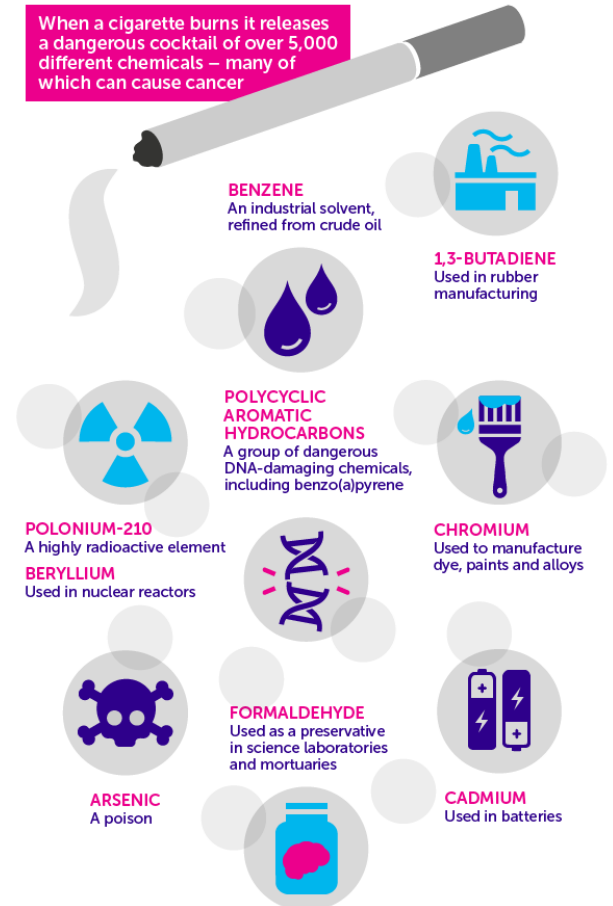 When a cigarette burns it releases
a dangerous cocktail of over 5,000
different chemicals – many of
which can cause cancer
BENZENE
An industrial solvent,
refined from crude oil
1,3-BUTADIENE
Used in rubber
manufacturing
POLYCYCLIC
AROMATIC
HYDROCARBONS
A group of dangerous
DNA-damaging chemicals,
including benzo(a)pyrene
POLONIUM-210
A highly radioactive element
BERYLLIUM
Used in nuclear reactors
CHROMIUM
Used to manufacture
dye, paints and alloys
FORMALDEHYDE
Used as a preservative
in science laboratories
and mortuaries
ARSENIC
A poison
CADMIUM
Used in batteries